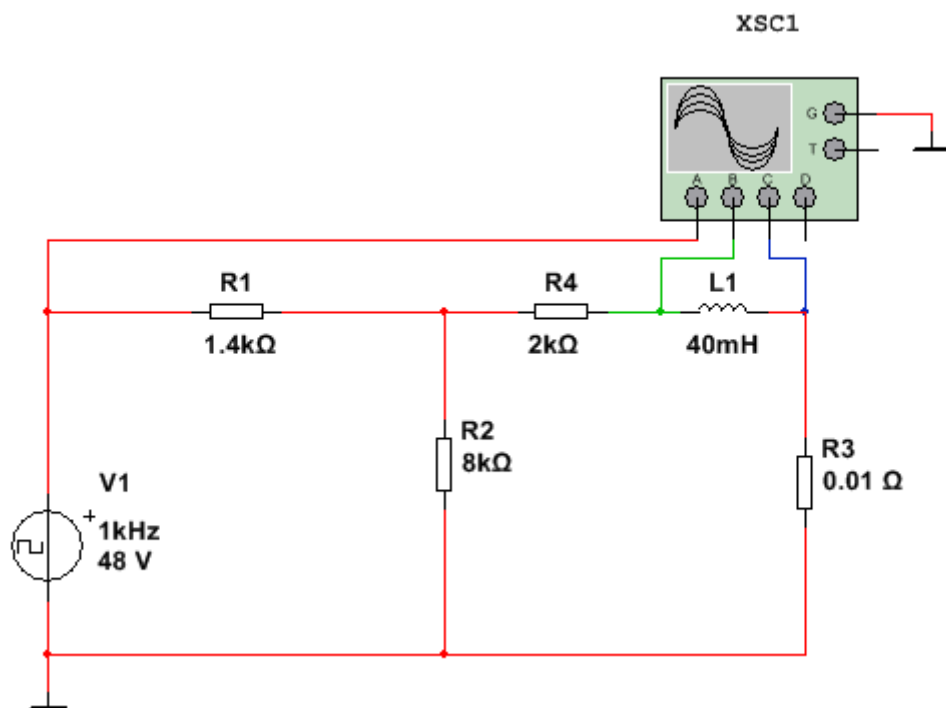 XSC1
G
T
A B C D
R1
1.4kΩ
R4
2kΩ
L1
40mH
R2
8kΩ
R3
0.01 Ω
V1
+
1kHz
48 V